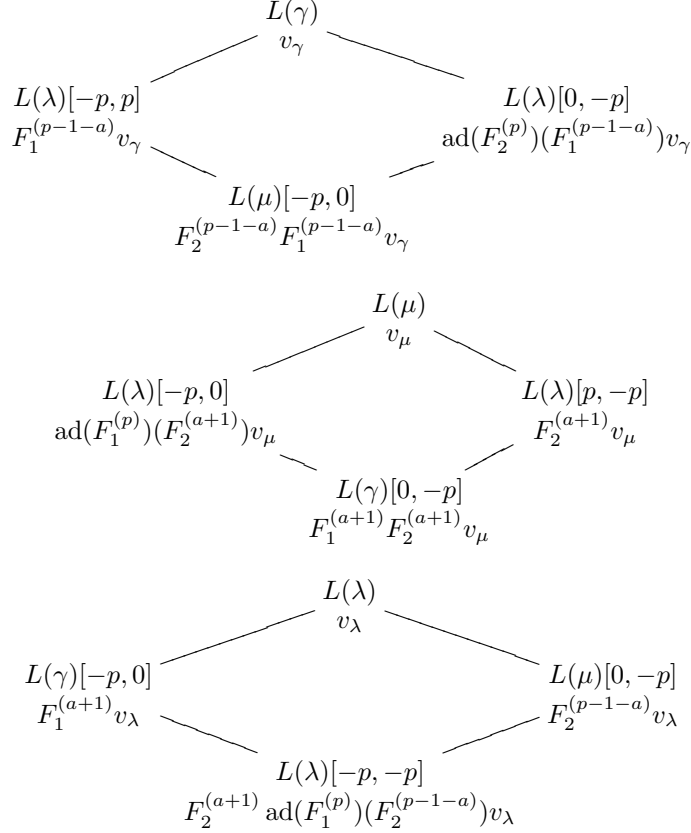 L(γ)
v_γ
L(λ)[−p, p] L(λ)[0, −p]
F_1^{(p−1−a)} v_γ ad(F_2^{(p)})(F_1^{(p−1−a)})v_γ
L(μ)[−p, 0]
F_2^{(p−1−a)} F_1^{(p−1−a)} v_γ
L(μ)
v_μ
L(λ)[−p, 0] L(λ)[p, −p]
ad(F_1^{(p)})(F_2^{(a+1)})v_μ F_2^{(a+1)} v_μ
L(γ)[0, −p]
F_1^{(a+1)} F_2^{(a+1)} v_μ
L(λ)
v_λ
L(γ)[−p, 0] L(μ)[0, −p]
F_1^{(a+1)} v_λ F_2^{(p−1−a)} v_λ
L(λ)[−p, −p]
F_2^{(a+1)} ad(F_1^{(p)})(F_2^{(p−1−a)})v_λ